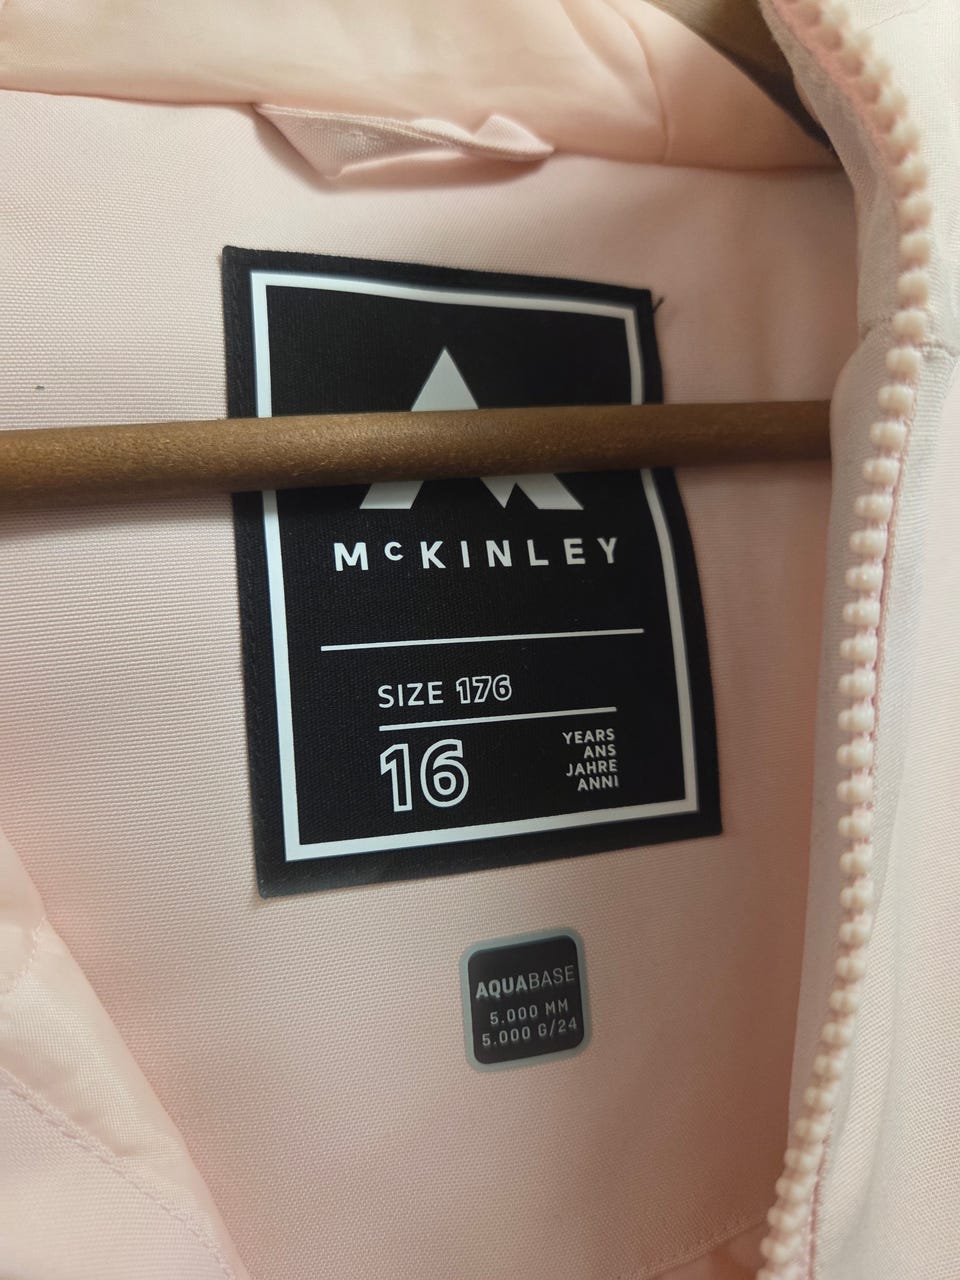 McKINLEY
SIZE 176
16
YEARS
ANS
JAHRE
ANNI
AQUABASE
5.000 MM
5.000 G/24